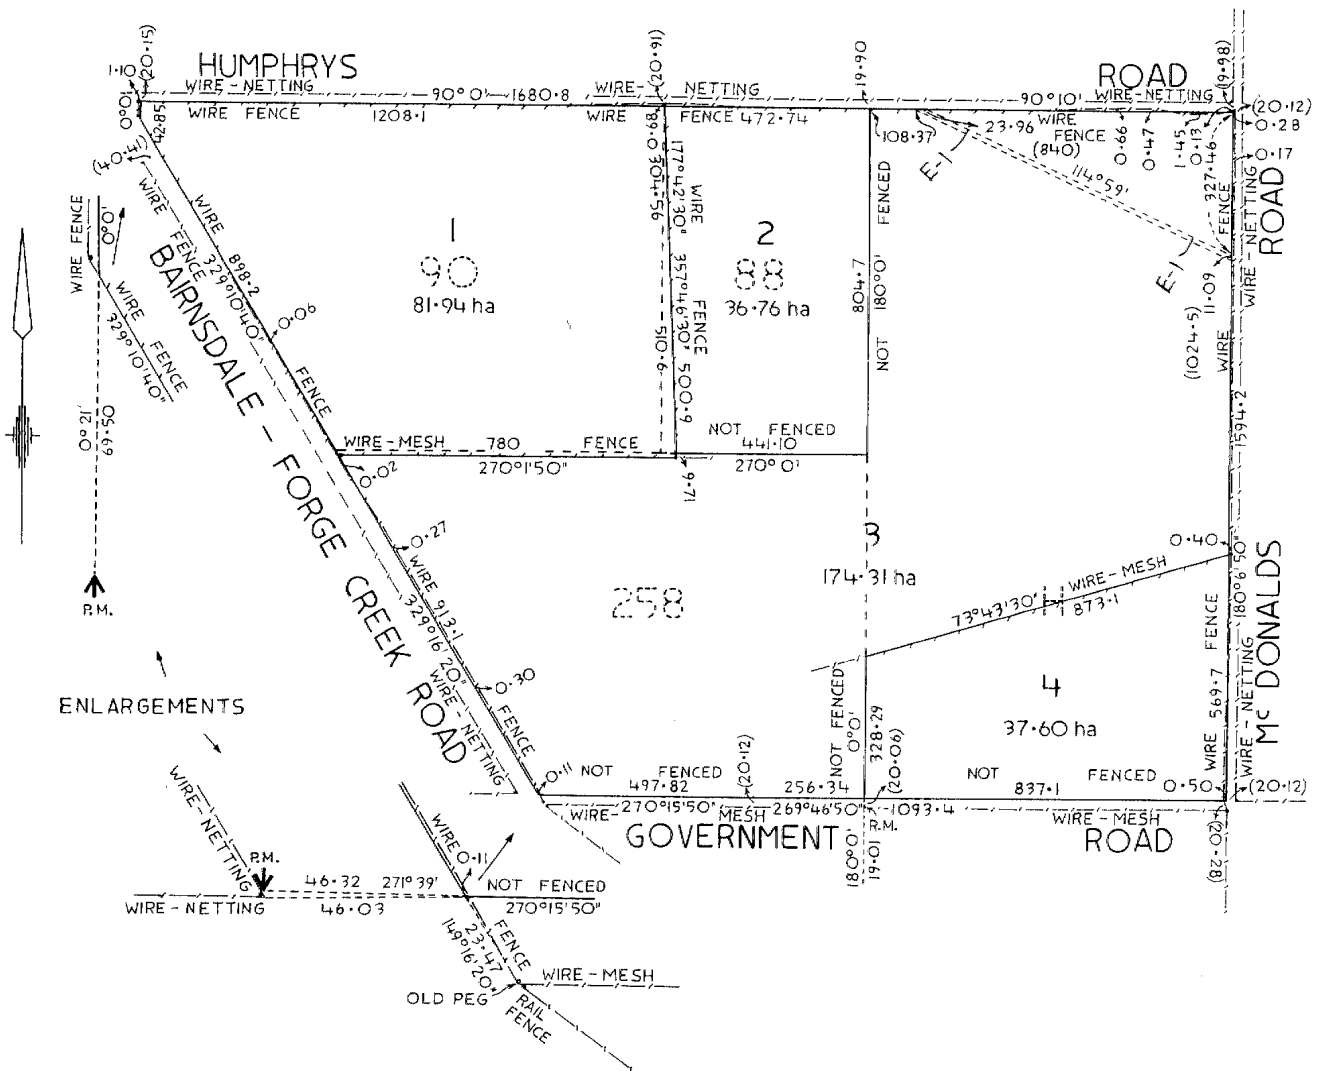 HUMPHRYS
ROAD
(20·15)
1·10
0°0'
42·85
(40·41)
WIRE-NETTING
90°0'
1680·8
WIRE-
NETTING
WIRE FENCE
1208·1
WIRE
FENCE 472·74
(20·91)
0·98
19·90
90°10'
WIRE-NETTING
(9·98)
(20·12)
0·28
0·17
108·37
23·96
WIRE
FENCE
(840)
0·66
0·47
1·45
0·13
327·46
114°59'
E-1
E-1
11·09
(1024·5)
FENCE
WIRE
WIRE-NETTING
ROAD
1594·2
WIRE
FENCE
329°10'40"
898·2
WIRE
FENCE
0·06
BAIRNSDALE - FORGE CREEK ROAD
1
90
81·94 ha
304·56
177°42'30"
510·6
WIRE
FENCE
357°46'30"
500·9
2
88
36·76 ha
804·7
180°0'
NOT
FENCED
WIRE FENCE
0°0'
WIRE FENCE
329°10'40"
0°21'
69·50
P.M.
WIRE-MESH
780
FENCE
270°1'50"
NOT FENCED
441·10
270°0'
9·71
0·02
0·27
WIRE 913·1
329°16'20"
WIRE-NETTING
0·30
FENCE
0·11
3
174·31 ha
258
0·40
WIRE-MESH
73°43'30"
873·1
180°6'50"
McDONALDS
WIRE 569·7 FENCE
WIRE-NETTING
4
37·60 ha
NOT FENCED
0°0'
328·29
(20·06)
(20·12)
ENLARGEMENTS
NOT FENCED
497·82
256·34
NOT FENCED
837·1
0·50
(20·12)
270°15'50"
269°46'50"
1093·4
WIRE-
MESH
R.M.
WIRE-MESH
GOVERNMENT
ROAD
180°0'
19·01
(20·28)
WIRE-NETTING
P.M.
WIRE
0·11
46·32
271°39'
NOT FENCED
WIRE-NETTING
46·03
270°15'50"
FENCE
23·47
149°16'20"
WIRE-MESH
OLD PEG
RAIL
FENCE